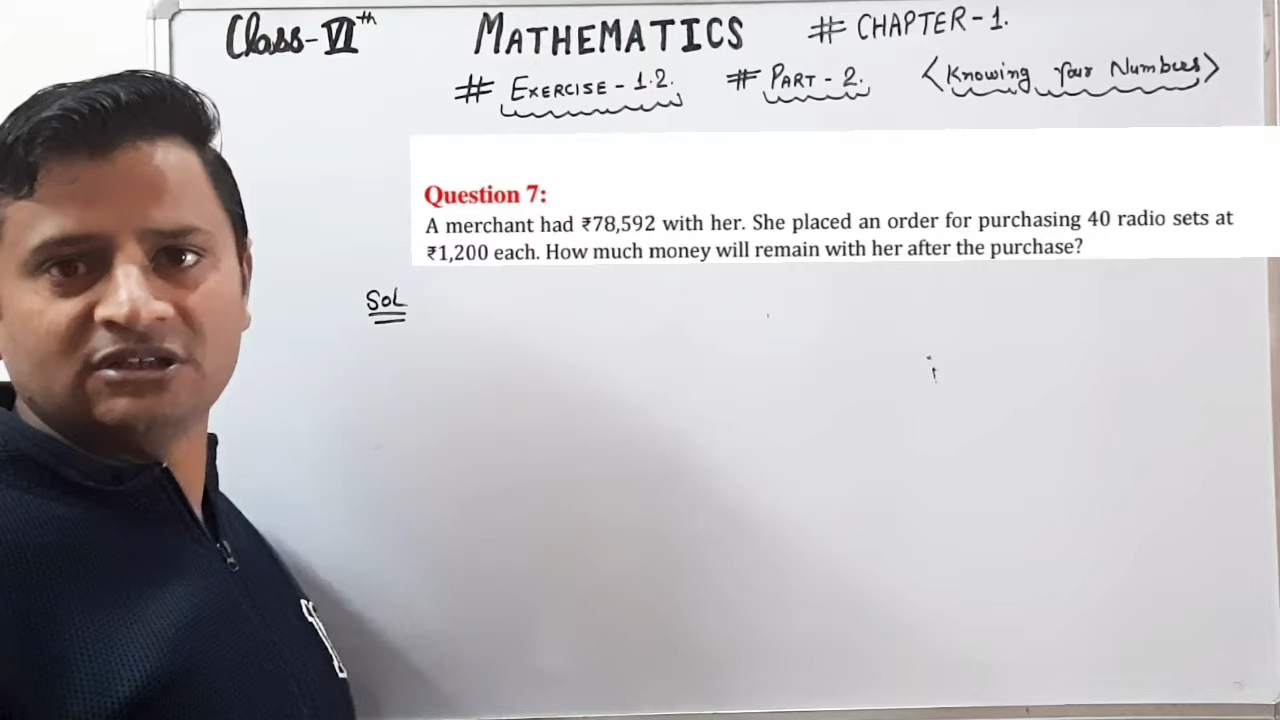 Class-VIth MATHEMATICS # CHAPTER-1.
# EXERCISE-1.2. # PART-2. <Knowing Your Numbers>
Question 7:
A merchant had ₹78,592 with her. She placed an order for purchasing 40 radio sets at
₹1,200 each. How much money will remain with her after the purchase?
SOL